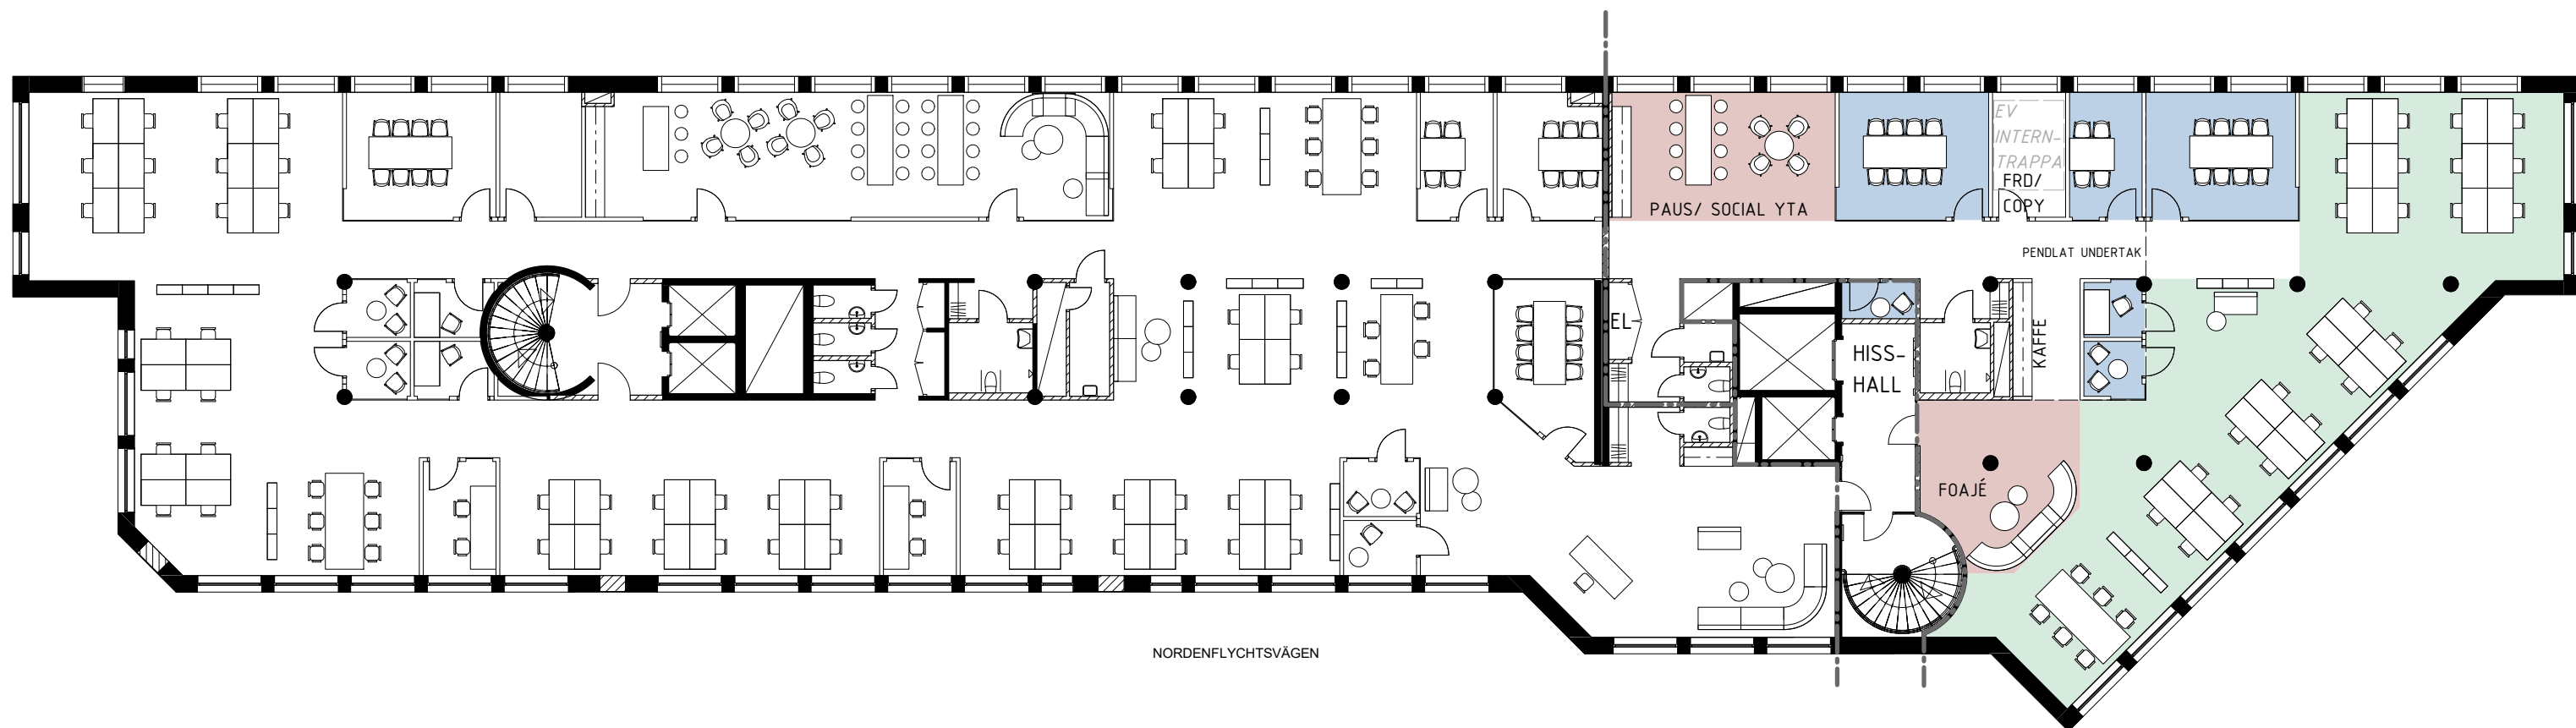 EV
INTERN-
TRAPPA
FRD/
COPY
PAUS/ SOCIAL YTA
PENDLAT UNDERTAK
EL
HISS-
HALL
KAFFE
FOAJÉ
NORDENFLYCHTSVÄGEN